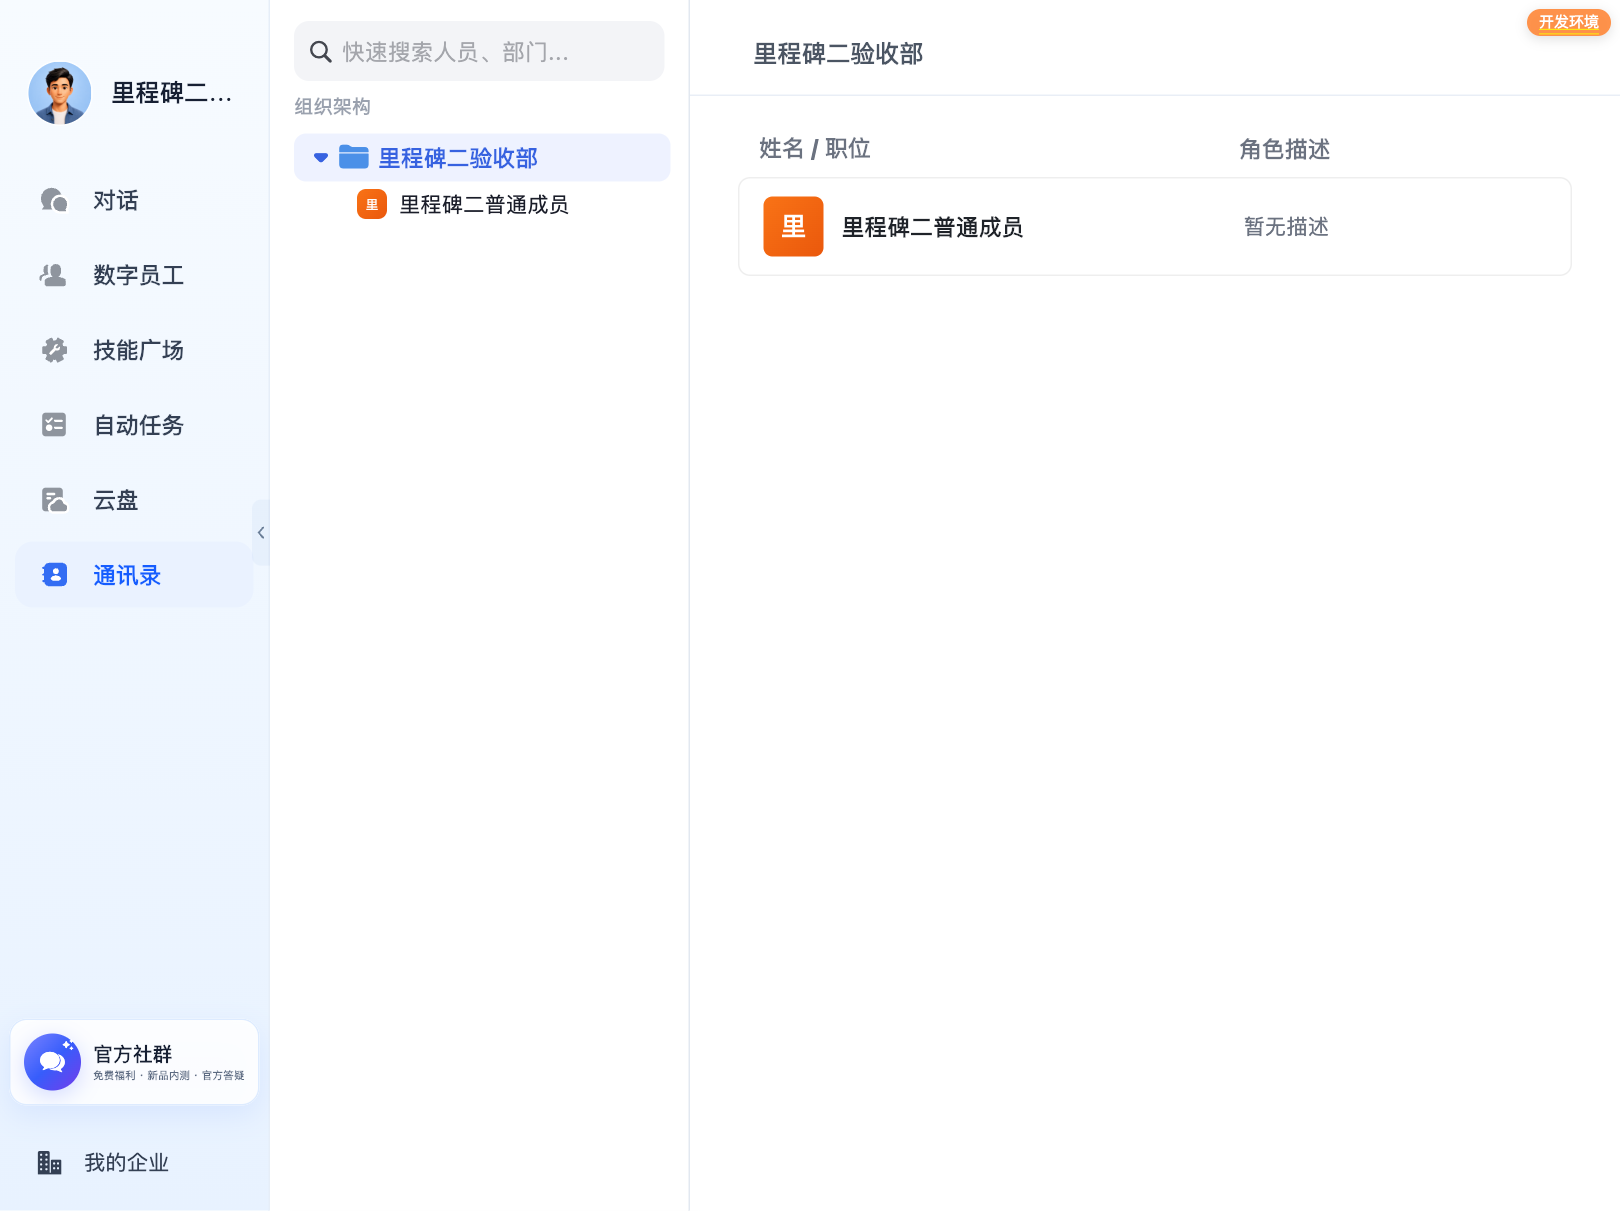 里程碑二...
对话
数字员工
技能广场
自动任务
云盘
通讯录
官方社群
免费福利 · 新品内测 · 官方答疑
我的企业
快速搜索人员、部门...
组织架构
里程碑二验收部
里 里程碑二普通成员
开发环境
里程碑二验收部
姓名 / 职位 角色描述
里 里程碑二普通成员 暂无描述